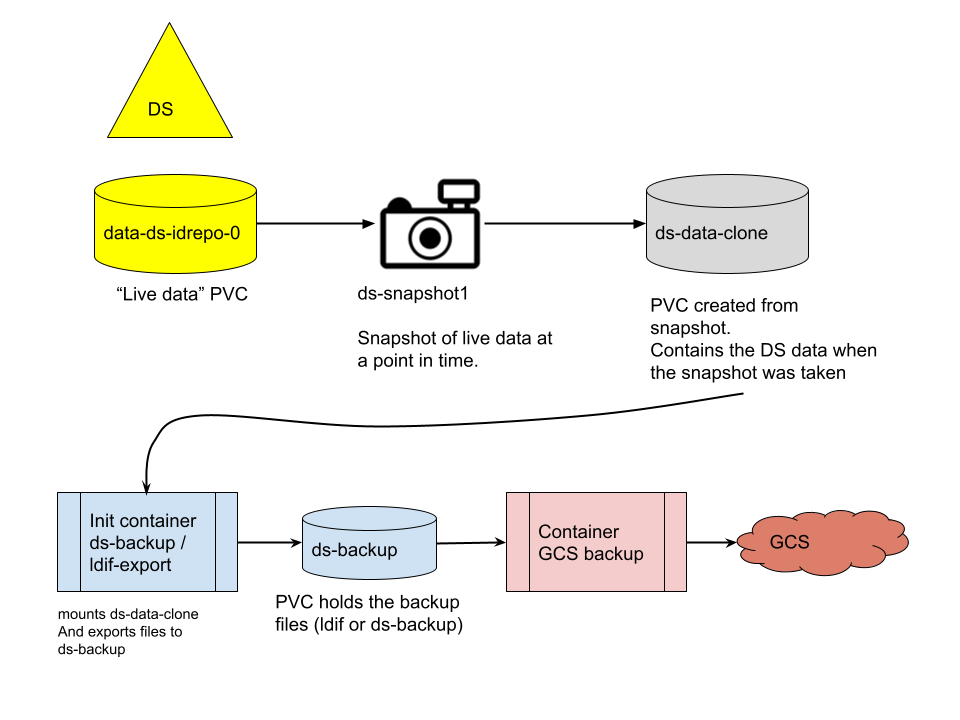 DS
data-ds-idrepo-0
“Live data” PVC
ds-snapshot1
Snapshot of live data at
a point in time.
ds-data-clone
PVC created from
snapshot.
Contains the DS data when
the snapshot was taken
Init container
ds-backup /
ldif-export
mounts ds-data-clone
And exports files to
ds-backup
ds-backup
PVC holds the backup
files (ldif or ds-backup)
Container
GCS backup
GCS